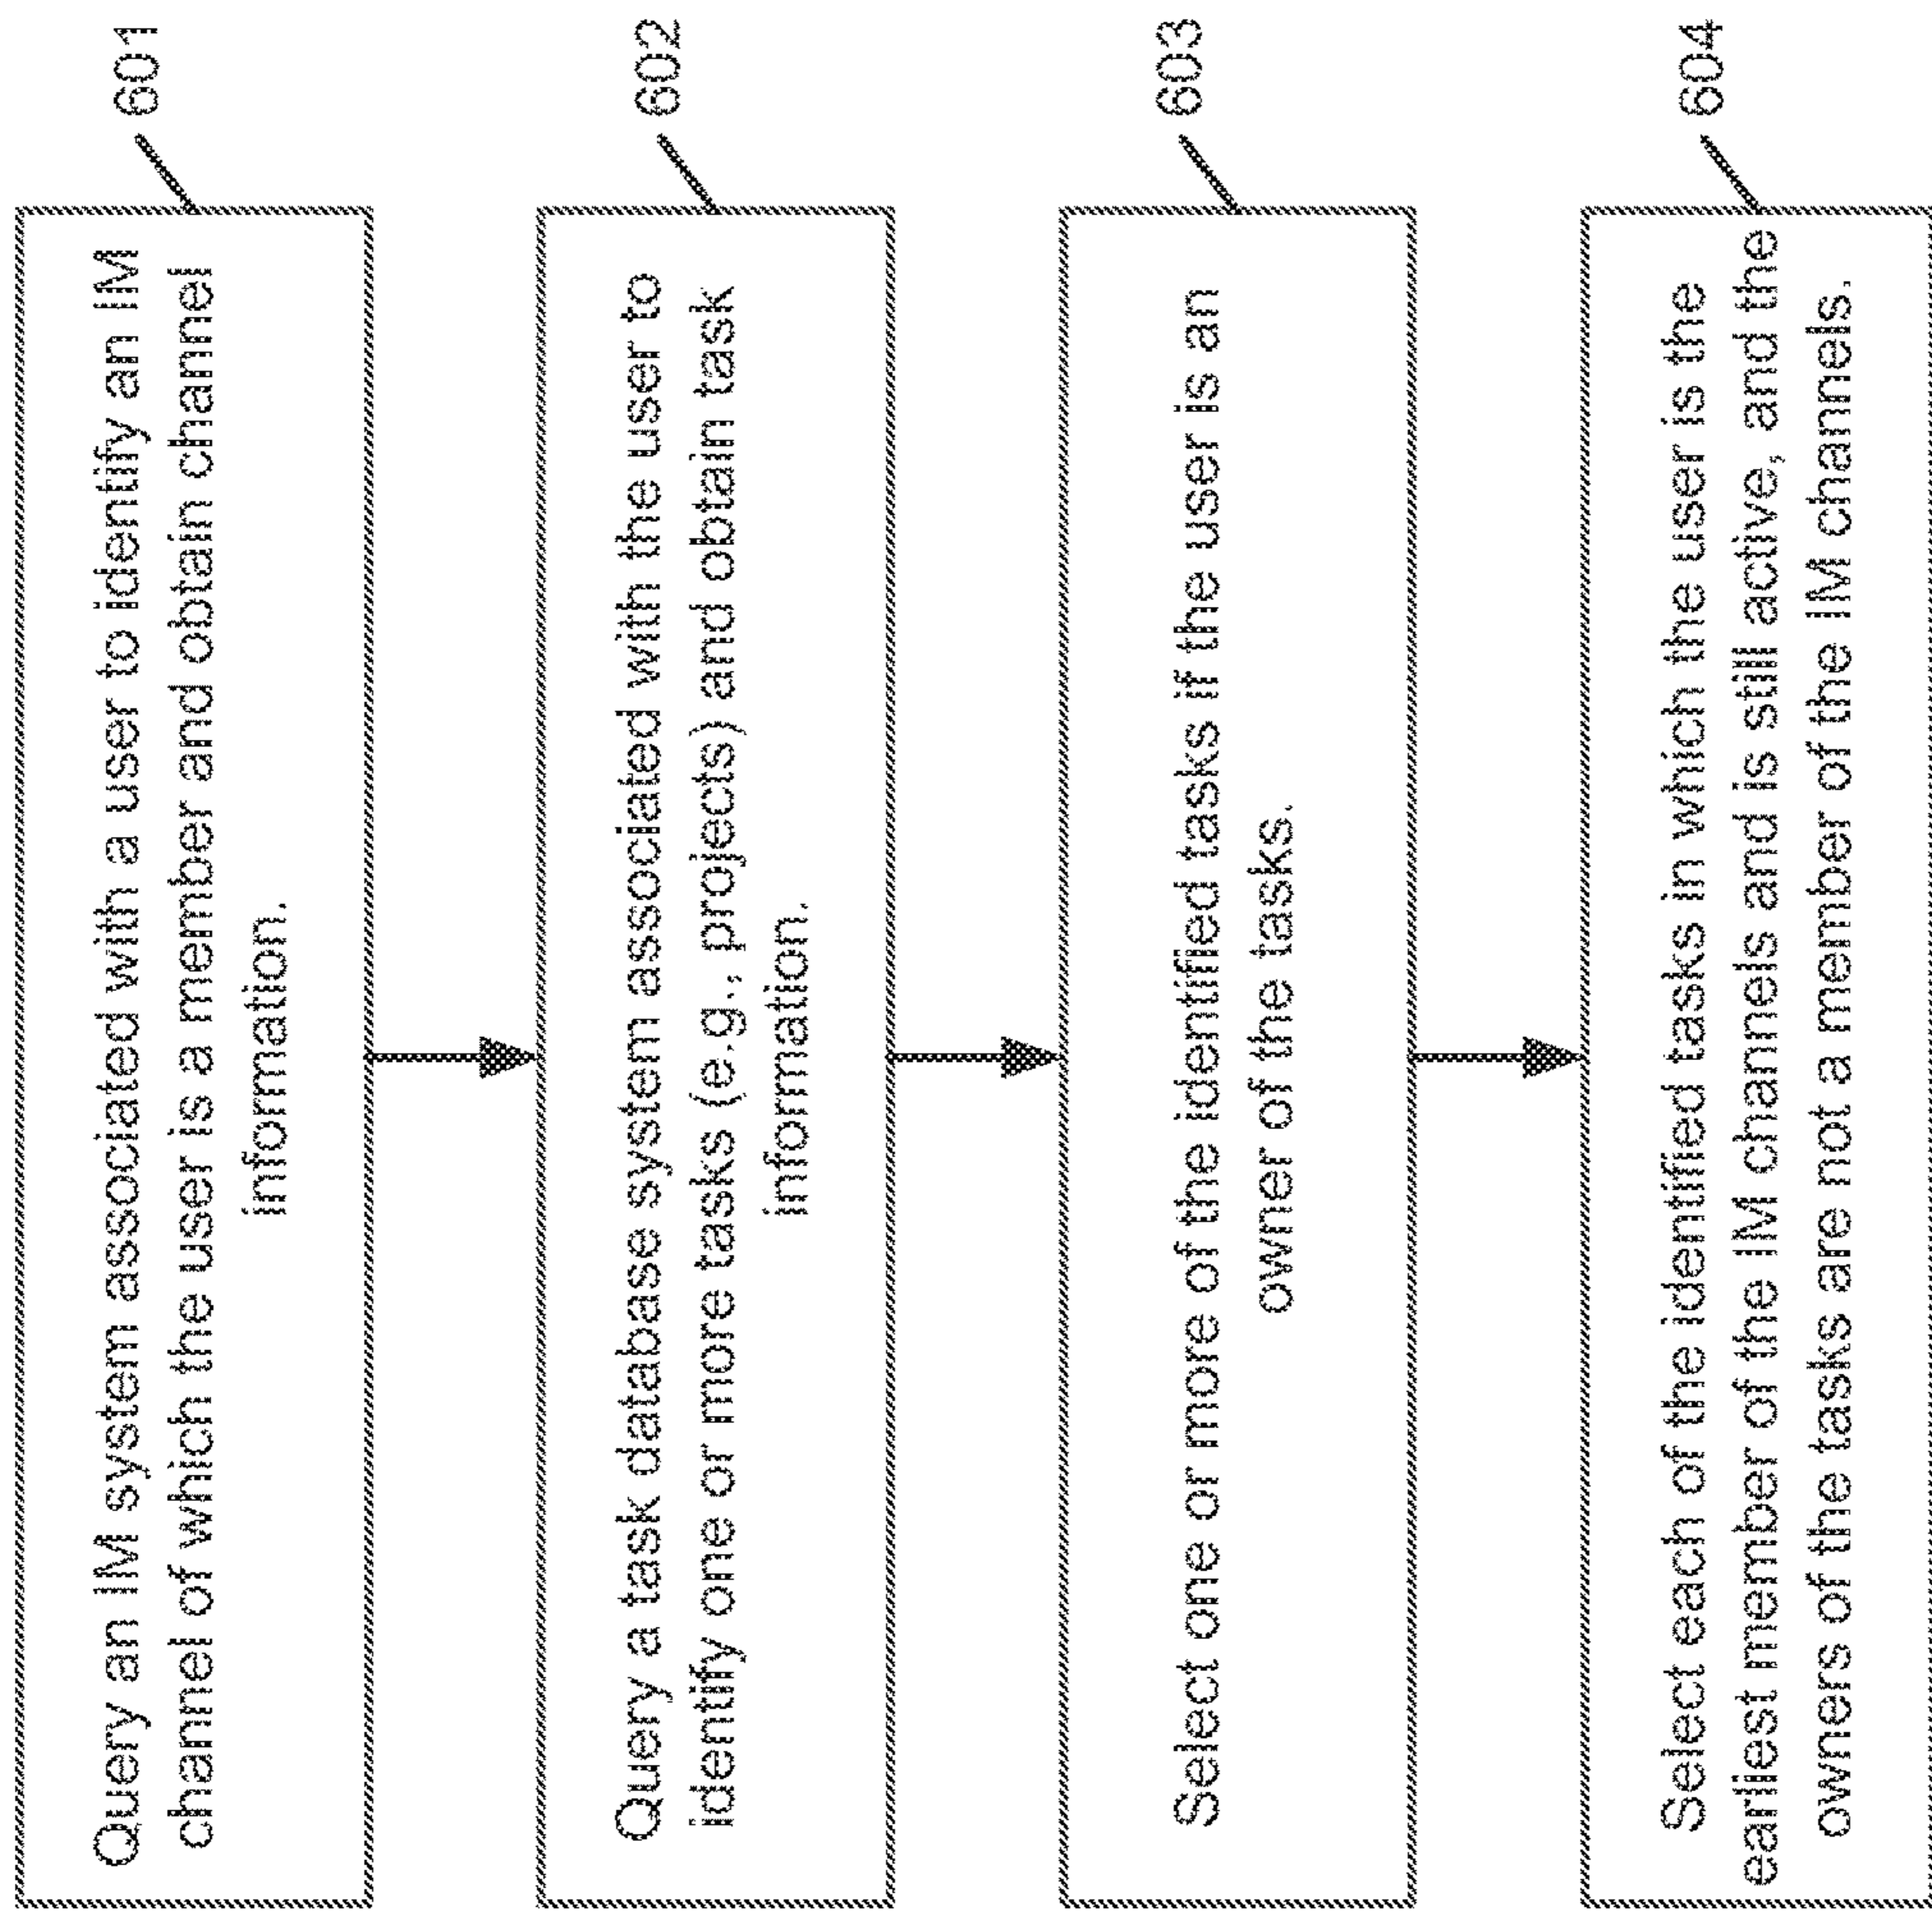 Query an IM system associated with a user to identify an IM
channel of which the user is a member and obtain channel
information.
601
Query a task database system associated with the user to
identify one or more tasks (e.g., projects) and obtain task
information.
602
Select one or more of the identified tasks if the user is an
owner of the tasks.
603
Select each of the identified tasks in which the user is the
earliest member of the IM channels and is still active, and the
owners of the tasks are not a member of the IM channels.
604